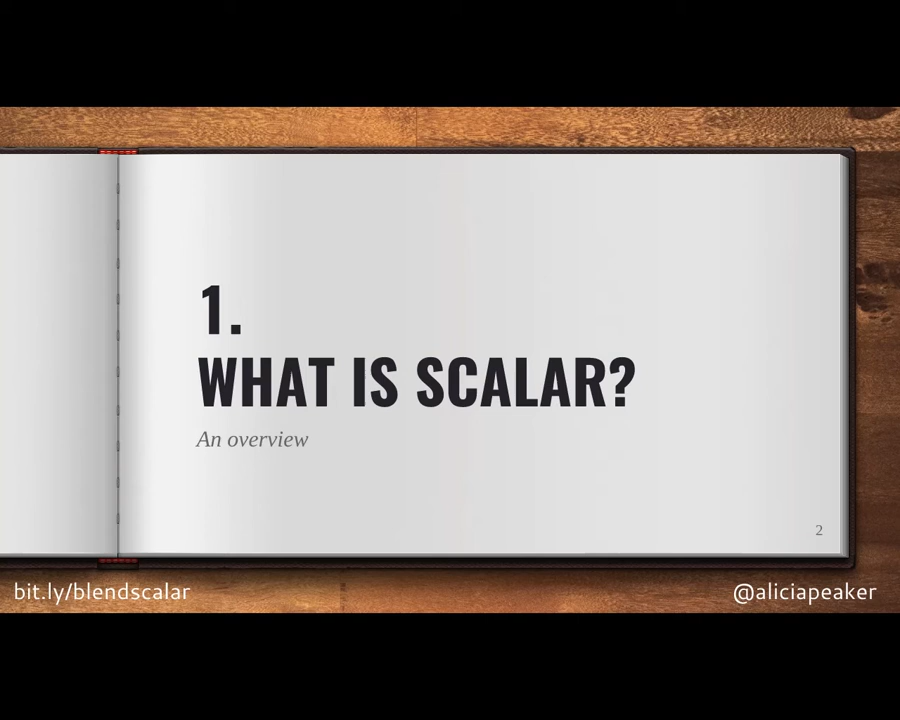 1.
WHAT IS SCALAR?
An overview
2
bit.ly/blendscalar
@aliciapeaker